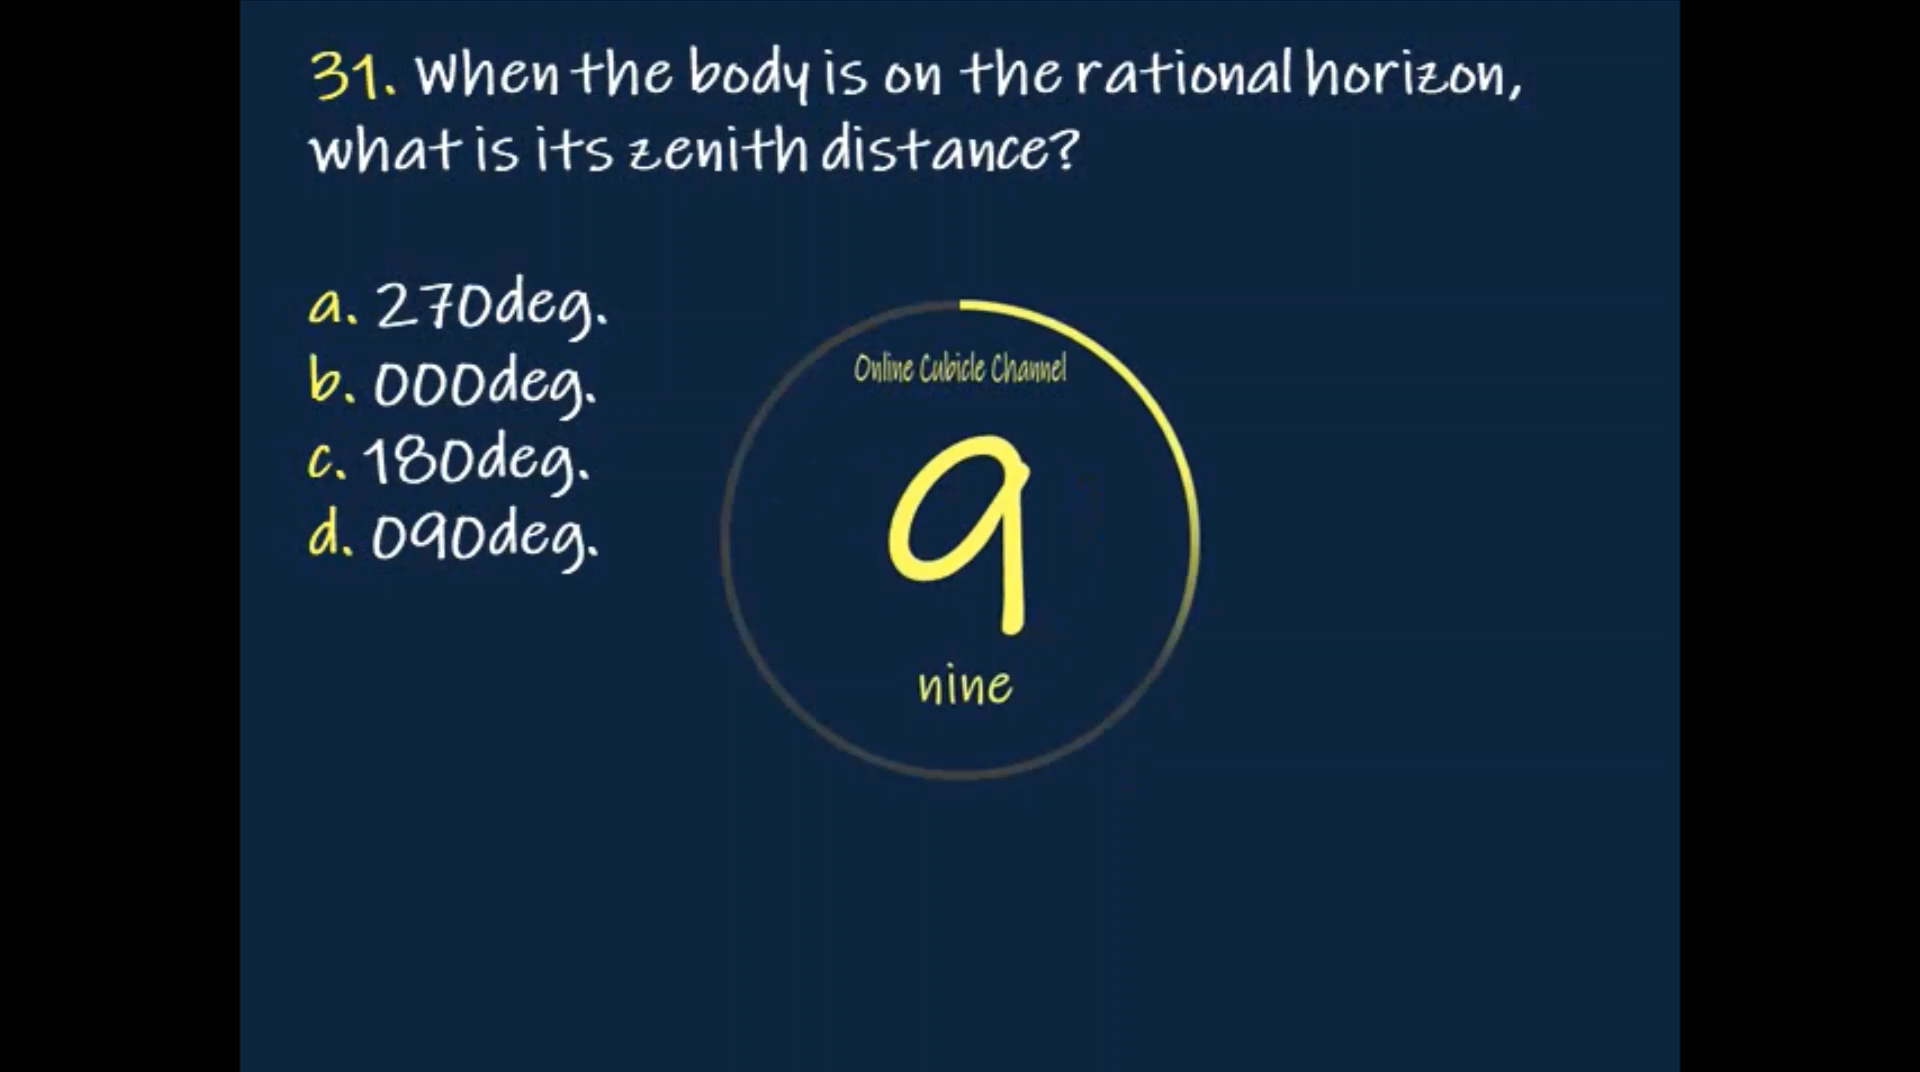 31. When the body is on the rational horizon,
what is its zenith distance?
a. 270deg.
b. 000deg.
c. 180deg.
d. 090deg.
Online Cubicle Channel
9
nine